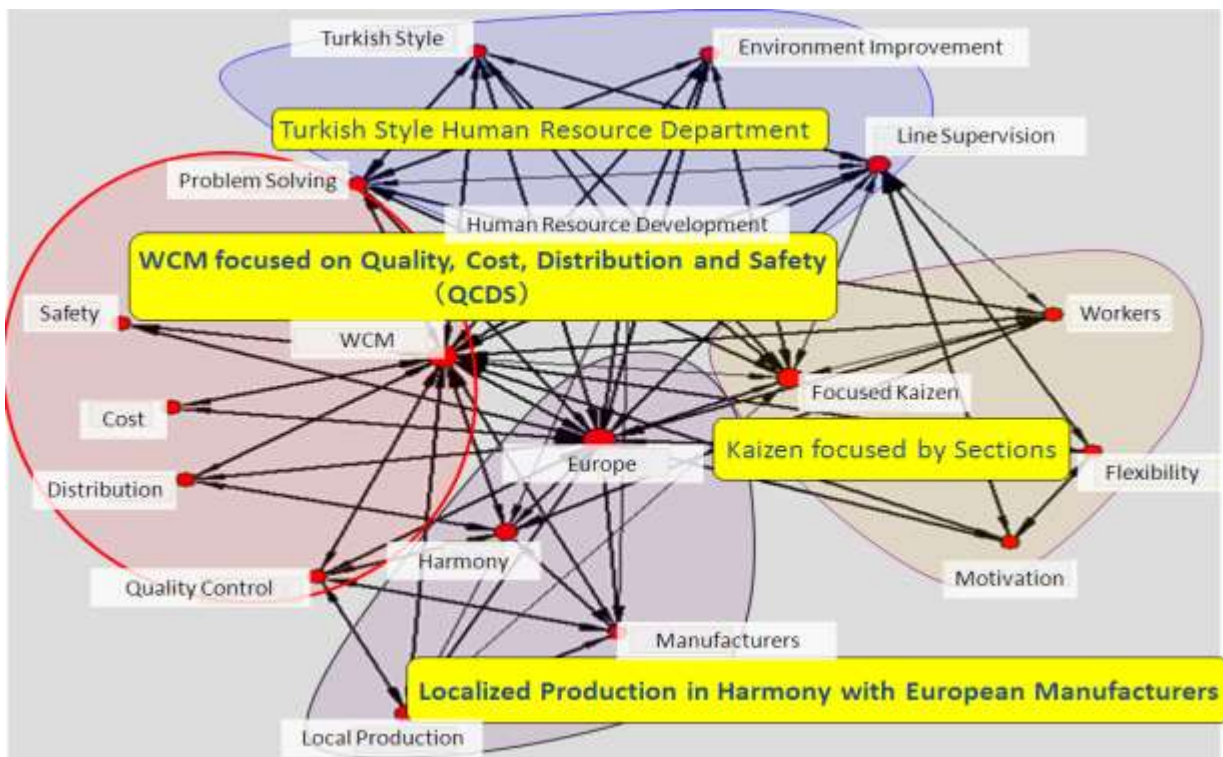 Turkish Style
Environment Improvement
Turkish Style Human Resource Department
Line Supervision
Problem Solving
Human Resource Development
WCM focused on Quality, Cost, Distribution and Safety
（QCDS）
Safety
WCM
Workers
Focused Kaizen
Cost
Kaizen focused by Sections
Europe
Flexibility
Distribution
Harmony
Motivation
Quality Control
Manufacturers
Localized Production in Harmony with European Manufacturers
Local Production